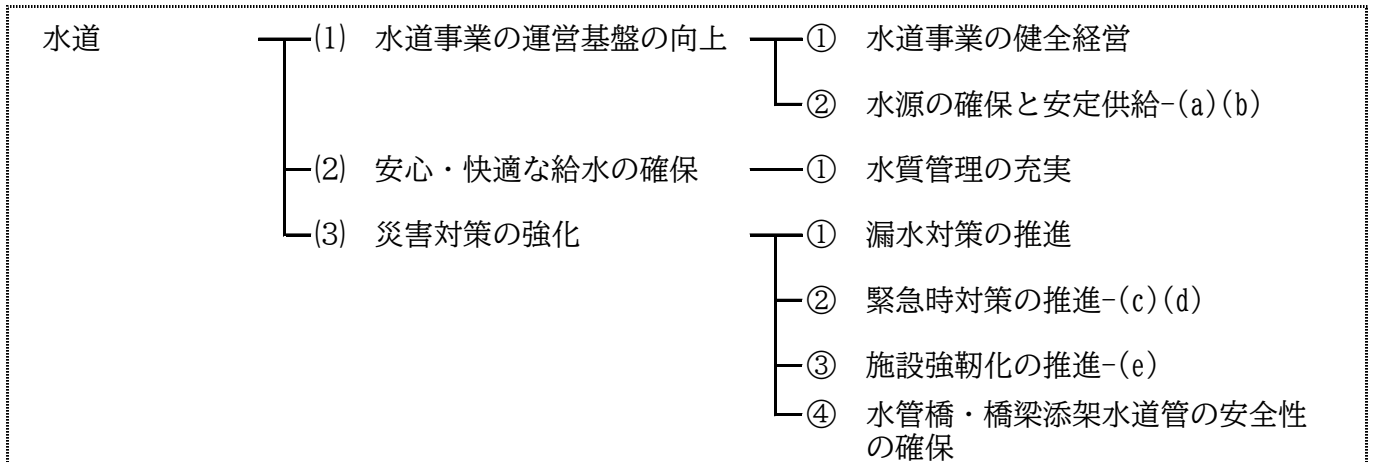 水道 ⑴ 水道事業の運営基盤の向上 ① 水道事業の健全経営
② 水源の確保と安定供給-(a)(b)
⑵ 安心・快適な給水の確保 ① 水質管理の充実
⑶ 災害対策の強化 ① 漏水対策の推進
② 緊急時対策の推進-(c)(d)
③ 施設強靭化の推進-(e)
④ 水管橋・橋梁添架水道管の安全性
の確保